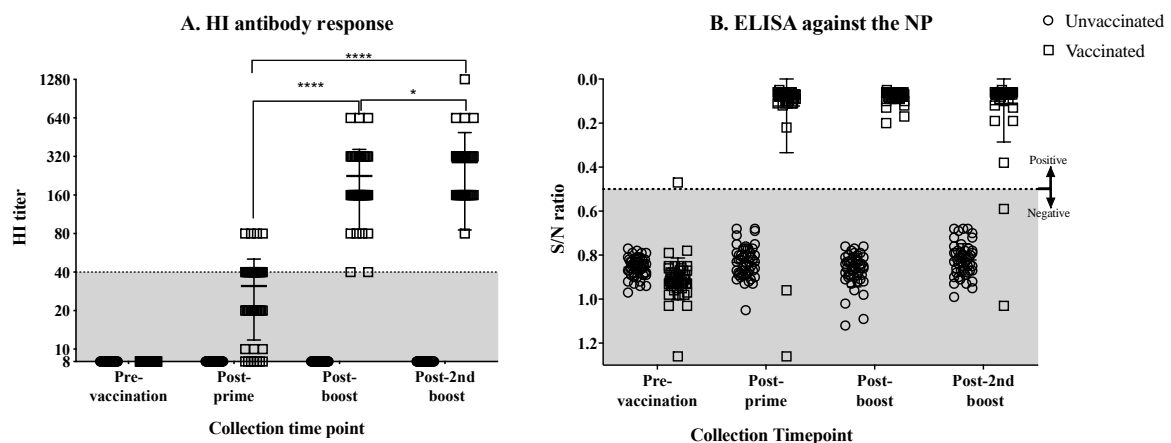 A. HI antibody response
****
****
*
1280
640
320
160
80
40
20
10
8
HI titer
Pre-
vaccination
Post-
prime
Post-
boost
Post-2nd
boost
Collection time point
B. ELISA against the NP
Unvaccinated
Vaccinated
0.0
0.2
0.4
0.6
0.8
1.0
1.2
S/N ratio
Positive
Negative
Pre-
vaccination
Post-
prime
Post-
boost
Post-2nd
boost
Collection Timepoint